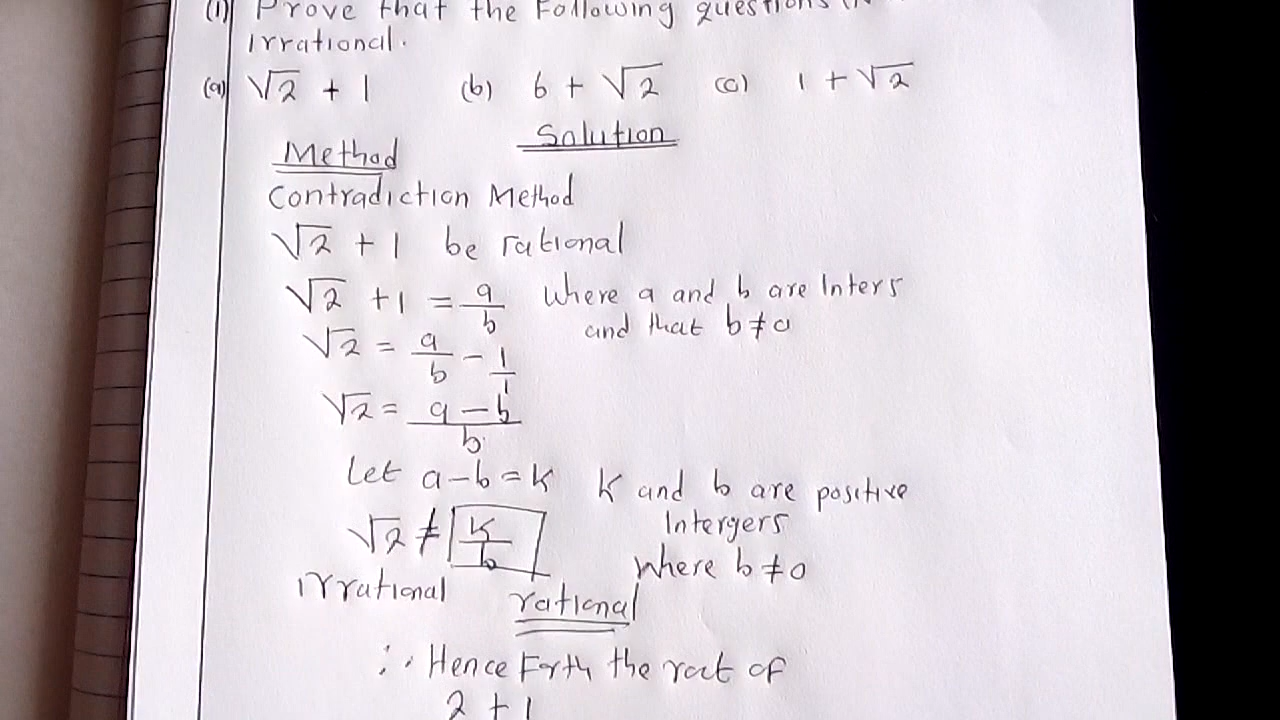 (1) Prove that the Following questions
Irrational.
(a) √2 + 1 (b) 6 + √2 (c) 1 + √2
Solution
Method
Contradiction Method
√2 + 1 be rational
√2 + 1 = a/b Where a and b are Inters
and that b ≠ 0
√2 = a/b - 1/1
√2 = a - b / b
Let a - b = K K and b are positive
Intergers
√2 ≠ K/b
Where b ≠ 0
irrational rational
∴ Hence Forth the root of
2 + 1